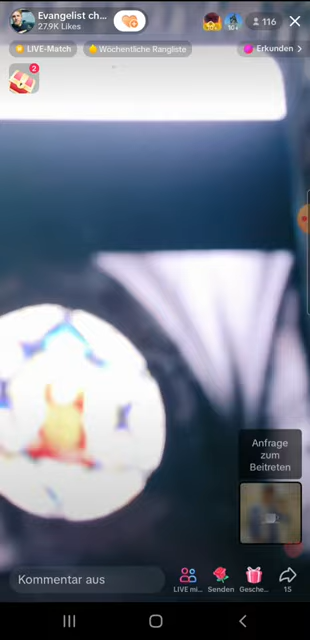 Evangelist ch...
27.9K Likes
116
LIVE-Match
Wöchentliche Rangliste
Erkunden >
2
Anfrage
zum
Beitreten
Kommentar aus
LIVE mi...
Senden
Gesche...
15